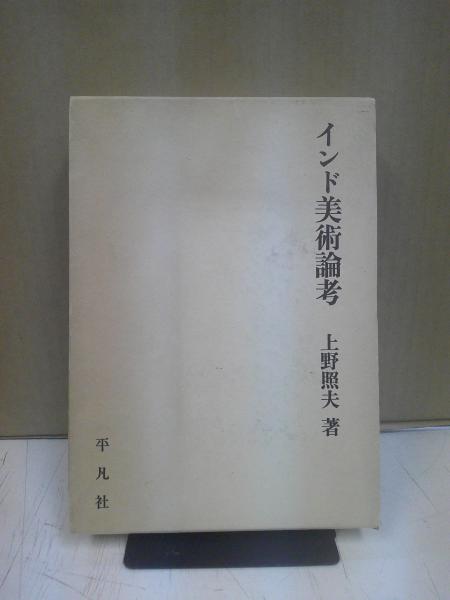 インド美術論考
上野照夫 著
平凡社